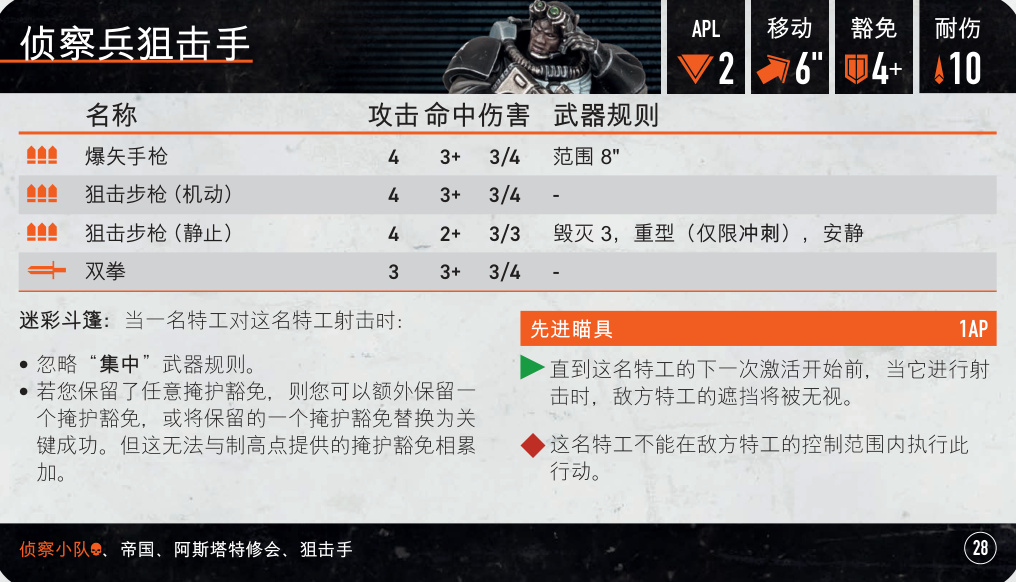 侦察兵狙击手
APL 移动 豁免 耐伤
2 6" 4+ 10
名称 攻击 命中 伤害 武器规则
爆矢手枪 4 3+ 3/4 范围 8"
狙击步枪（机动） 4 3+ 3/4 -
狙击步枪（静止） 4 2+ 3/3 毁灭 3，重型（仅限冲刺），安静
双拳 3 3+ 3/4 -
迷彩斗篷：当一名特工对这名特工射击时：
• 忽略“集中”武器规则。
• 若您保留了任意掩护豁免，则您可以额外保留一
个掩护豁免，或将保留的一个掩护豁免替换为关
键成功。但这无法与制高点提供的掩护豁免相累
加。
先进瞄具 1AP
直到这名特工的下一次激活开始前，当它进行射
击时，敌方特工的遮挡将被无视。
这名特工不能在敌方特工的控制范围内执行此
行动。
侦察小队、帝国、阿斯塔特修会、狙击手
28